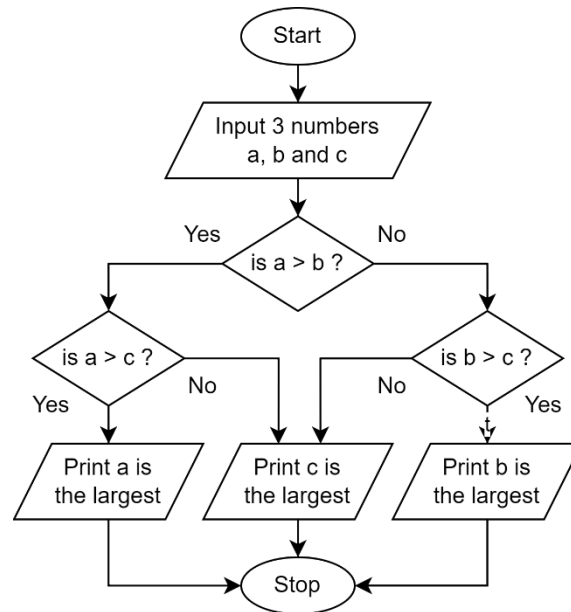 Start
Input 3 numbers
a, b and c
Yes
No
is a > b ?
is a > c ?
is b > c ?
Yes
No
No
Yes
t
Print a is
the largest
Print c is
the largest
Print b is
the largest
Stop